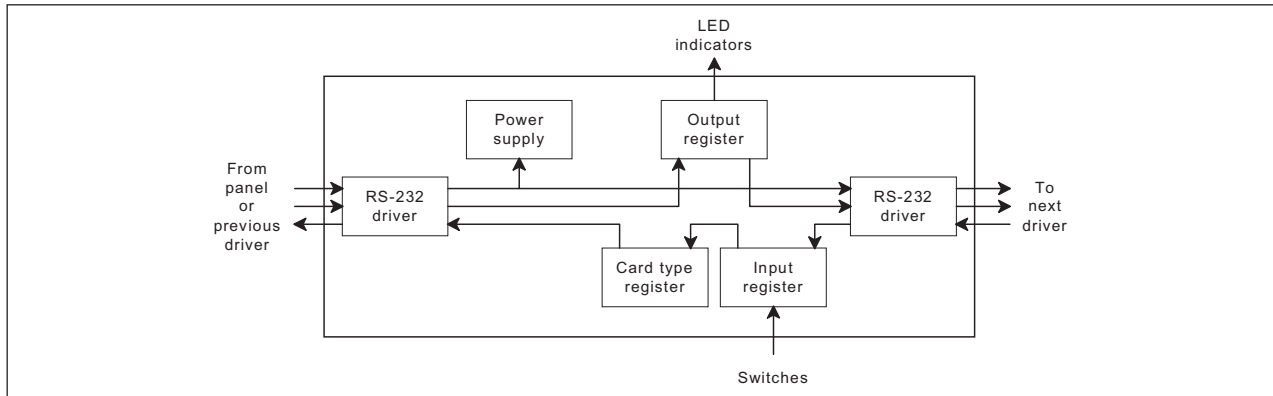 LED
indicators
Power
supply
Output
register
From
panel
or
previous
driver
RS-232
driver
RS-232
driver
To
next
driver
Card type
register
Input
register
Switches